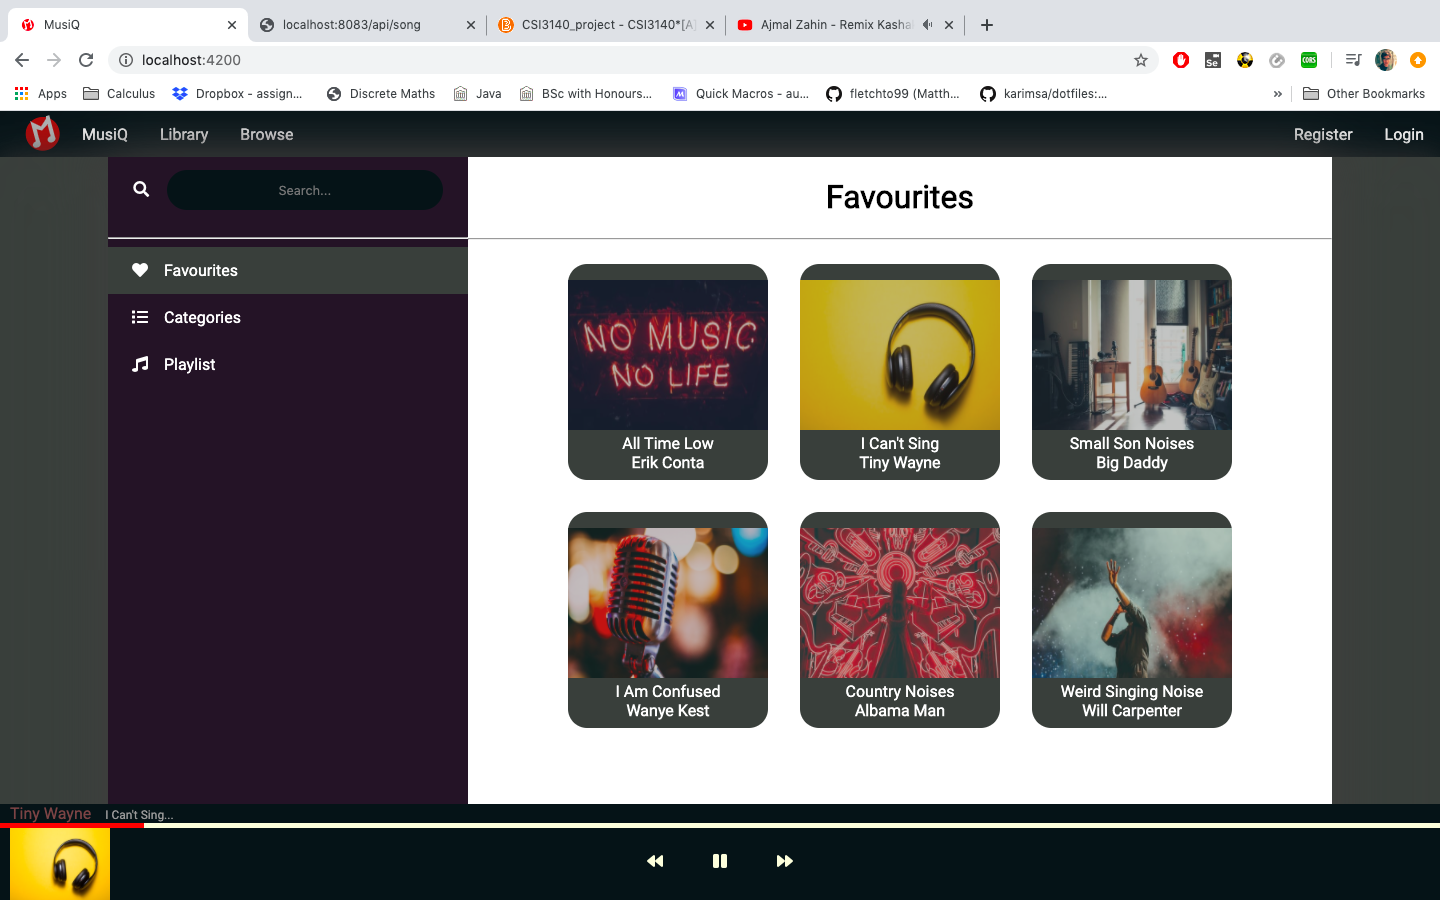 MusiQ
localhost:8083/api/song
CSI3140_project - CSI3140*[A]
Ajmal Zahin - Remix Kasha
localhost:4200
Se
CORS
Apps
Calculus
Dropbox - assign...
Discrete Maths
Java
BSc with Honours...
Quick Macros - au...
fletchto99 (Matth...
karimsa/dotfiles:...
»
Other Bookmarks
MusiQ
Library
Browse
Register
Login
Search...
Favourites
Favourites
Categories
Playlist
NO MUSIC
NO LIFE
All Time Low
Erik Conta
I Can't Sing
Tiny Wayne
Small Son Noises
Big Daddy
I Am Confused
Wanye Kest
Country Noises
Albama Man
Weird Singing Noise
Will Carpenter
Tiny Wayne
I Can't Sing...